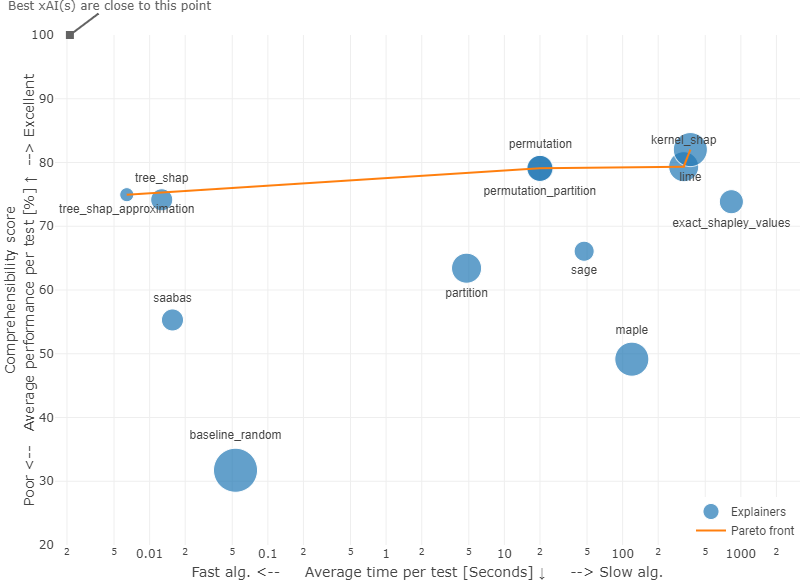 Best xAI(s) are close to this point
100
90
80
70
60
50
40
30
20
Comprehensibility score
Poor <-- Average performance per test [%] ↑ --> Excellent
kernel_shap
permutation
lime
tree_shap
permutation_partition
tree_shap_approximation
exact_shapley_values
sage
partition
saabas
maple
baseline_random
Explainers
Pareto front
2 5 0.01 2 5 0.1 2 5 1 2 5 10 2 5 100 2 5 1000 2
Fast alg. <-- Average time per test [Seconds] ↓ --> Slow alg.